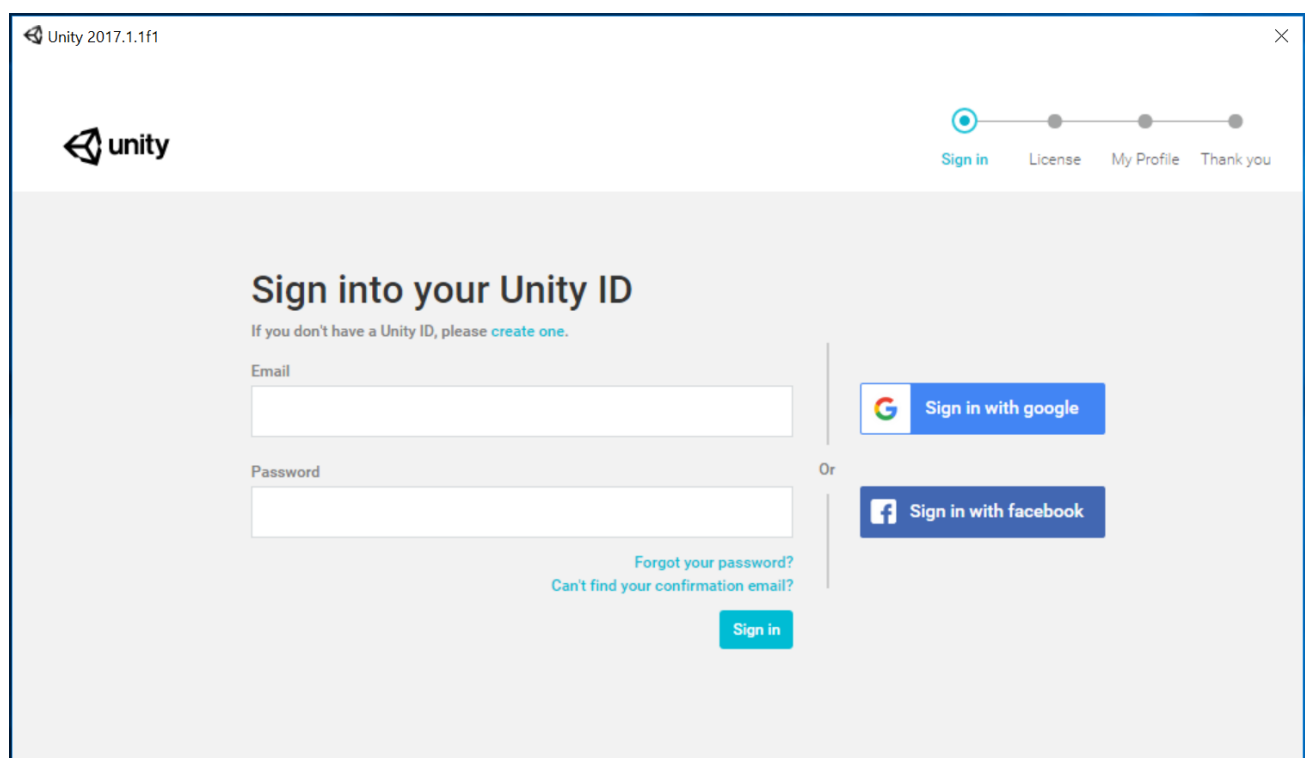 Unity 2017.1.1f1
unity
Sign in License My Profile Thank you
Sign into your Unity ID
If you don't have a Unity ID, please create one.
Email
Sign in with google
Password
Or
Sign in with facebook
Forgot your password?
Can't find your confirmation email?
Sign in